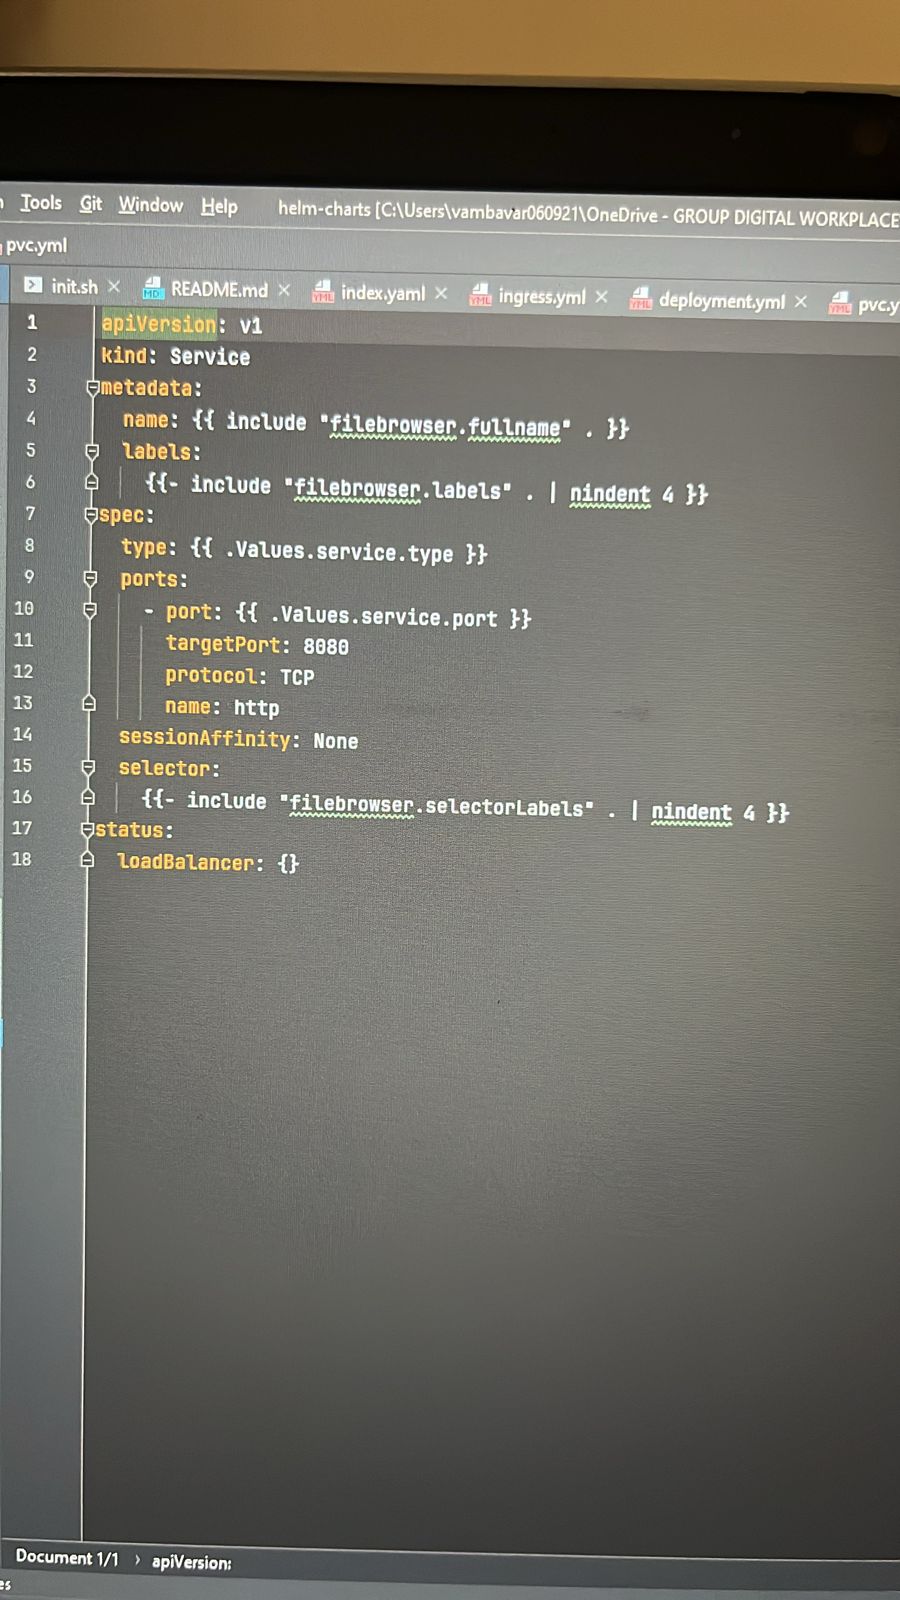 Tools Git Window Help helm-charts [C:\Users\vambavar060921\OneDrive - GROUP DIGITAL WORKPLACE
pvc.yml
init.sh README.md index.yaml ingress.yml deployment.yml pvc.y
1 apiVersion: v1
2 kind: Service
3 metadata:
4 name: {{ include "filebrowser.fullname" . }}
5 labels:
6 {{- include "filebrowser.labels" . | nindent 4 }}
7 spec:
8 type: {{ .Values.service.type }}
9 ports:
10 - port: {{ .Values.service.port }}
11 targetPort: 8080
12 protocol: TCP
13 name: http
14 sessionAffinity: None
15 selector:
16 {{- include "filebrowser.selectorLabels" . | nindent 4 }}
17 status:
18 loadBalancer: {}
Document 1/1 › apiVersion:
es